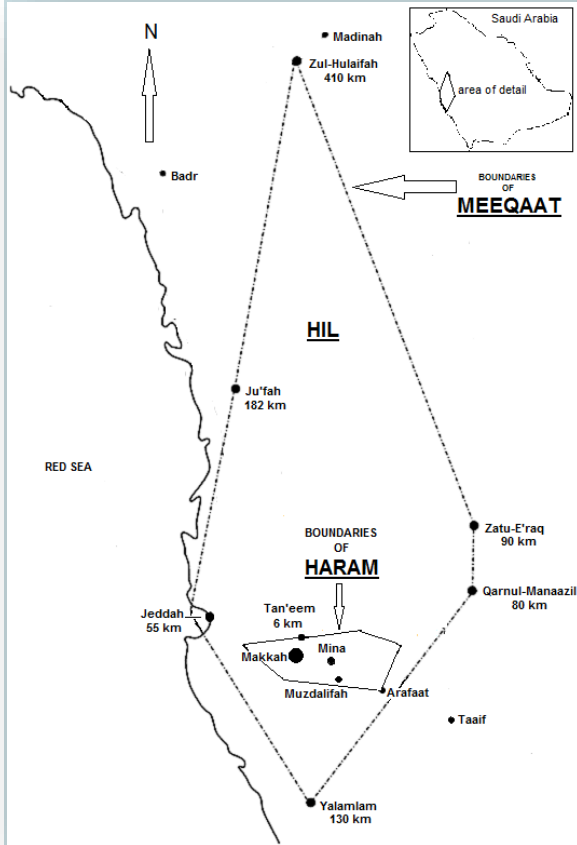 N
Madinah
Zul-Hulaifah
410 km
Saudi Arabia
area of detail
Badr
BOUNDARIES
OF
MEEQAAT
HIL
Ju'fah
182 km
RED SEA
Zatu-E'raq
90 km
BOUNDARIES
OF
HARAM
Qarnul-Manaazil
80 km
Jeddah
55 km
Tan'eem
6 km
Makkah
Mina
Muzdalifah
Arafaat
Taaif
Yalamlam
130 km